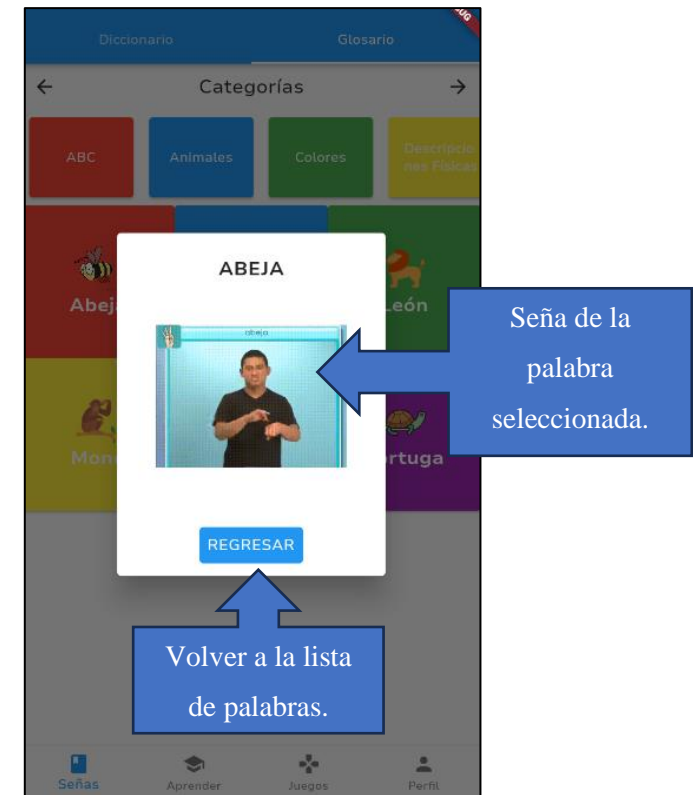 Diccionario Glosario
Categorías
ABC Animales Colores Descripcio
nes Físicas
ABEJA
Abej León
abeja
Seña de la
palabra
seleccionada.
Mon rtuga
REGRESAR
Volver a la lista
de palabras.
Señas Aprender Juegos Perfil